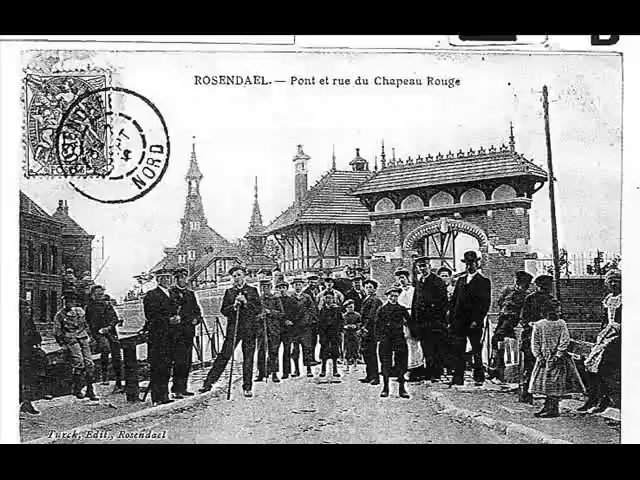 ROSENDAEL. — Pont et rue du Chapeau Rouge
NORD
Turck, Edit., Rosendael